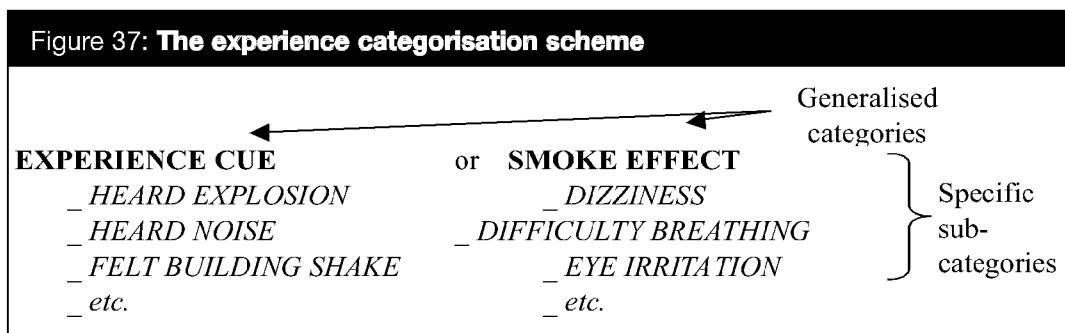 Figure 37: The experience categorisation scheme
Generalised
categories
EXPERIENCE CUE or SMOKE EFFECT
_ HEARD EXPLOSION _ DIZZINESS
_ HEARD NOISE _ DIFFICULTY BREATHING
_ FELT BUILDING SHAKE _ EYE IRRITATION
_ etc. _ etc.
Specific
sub-
categories